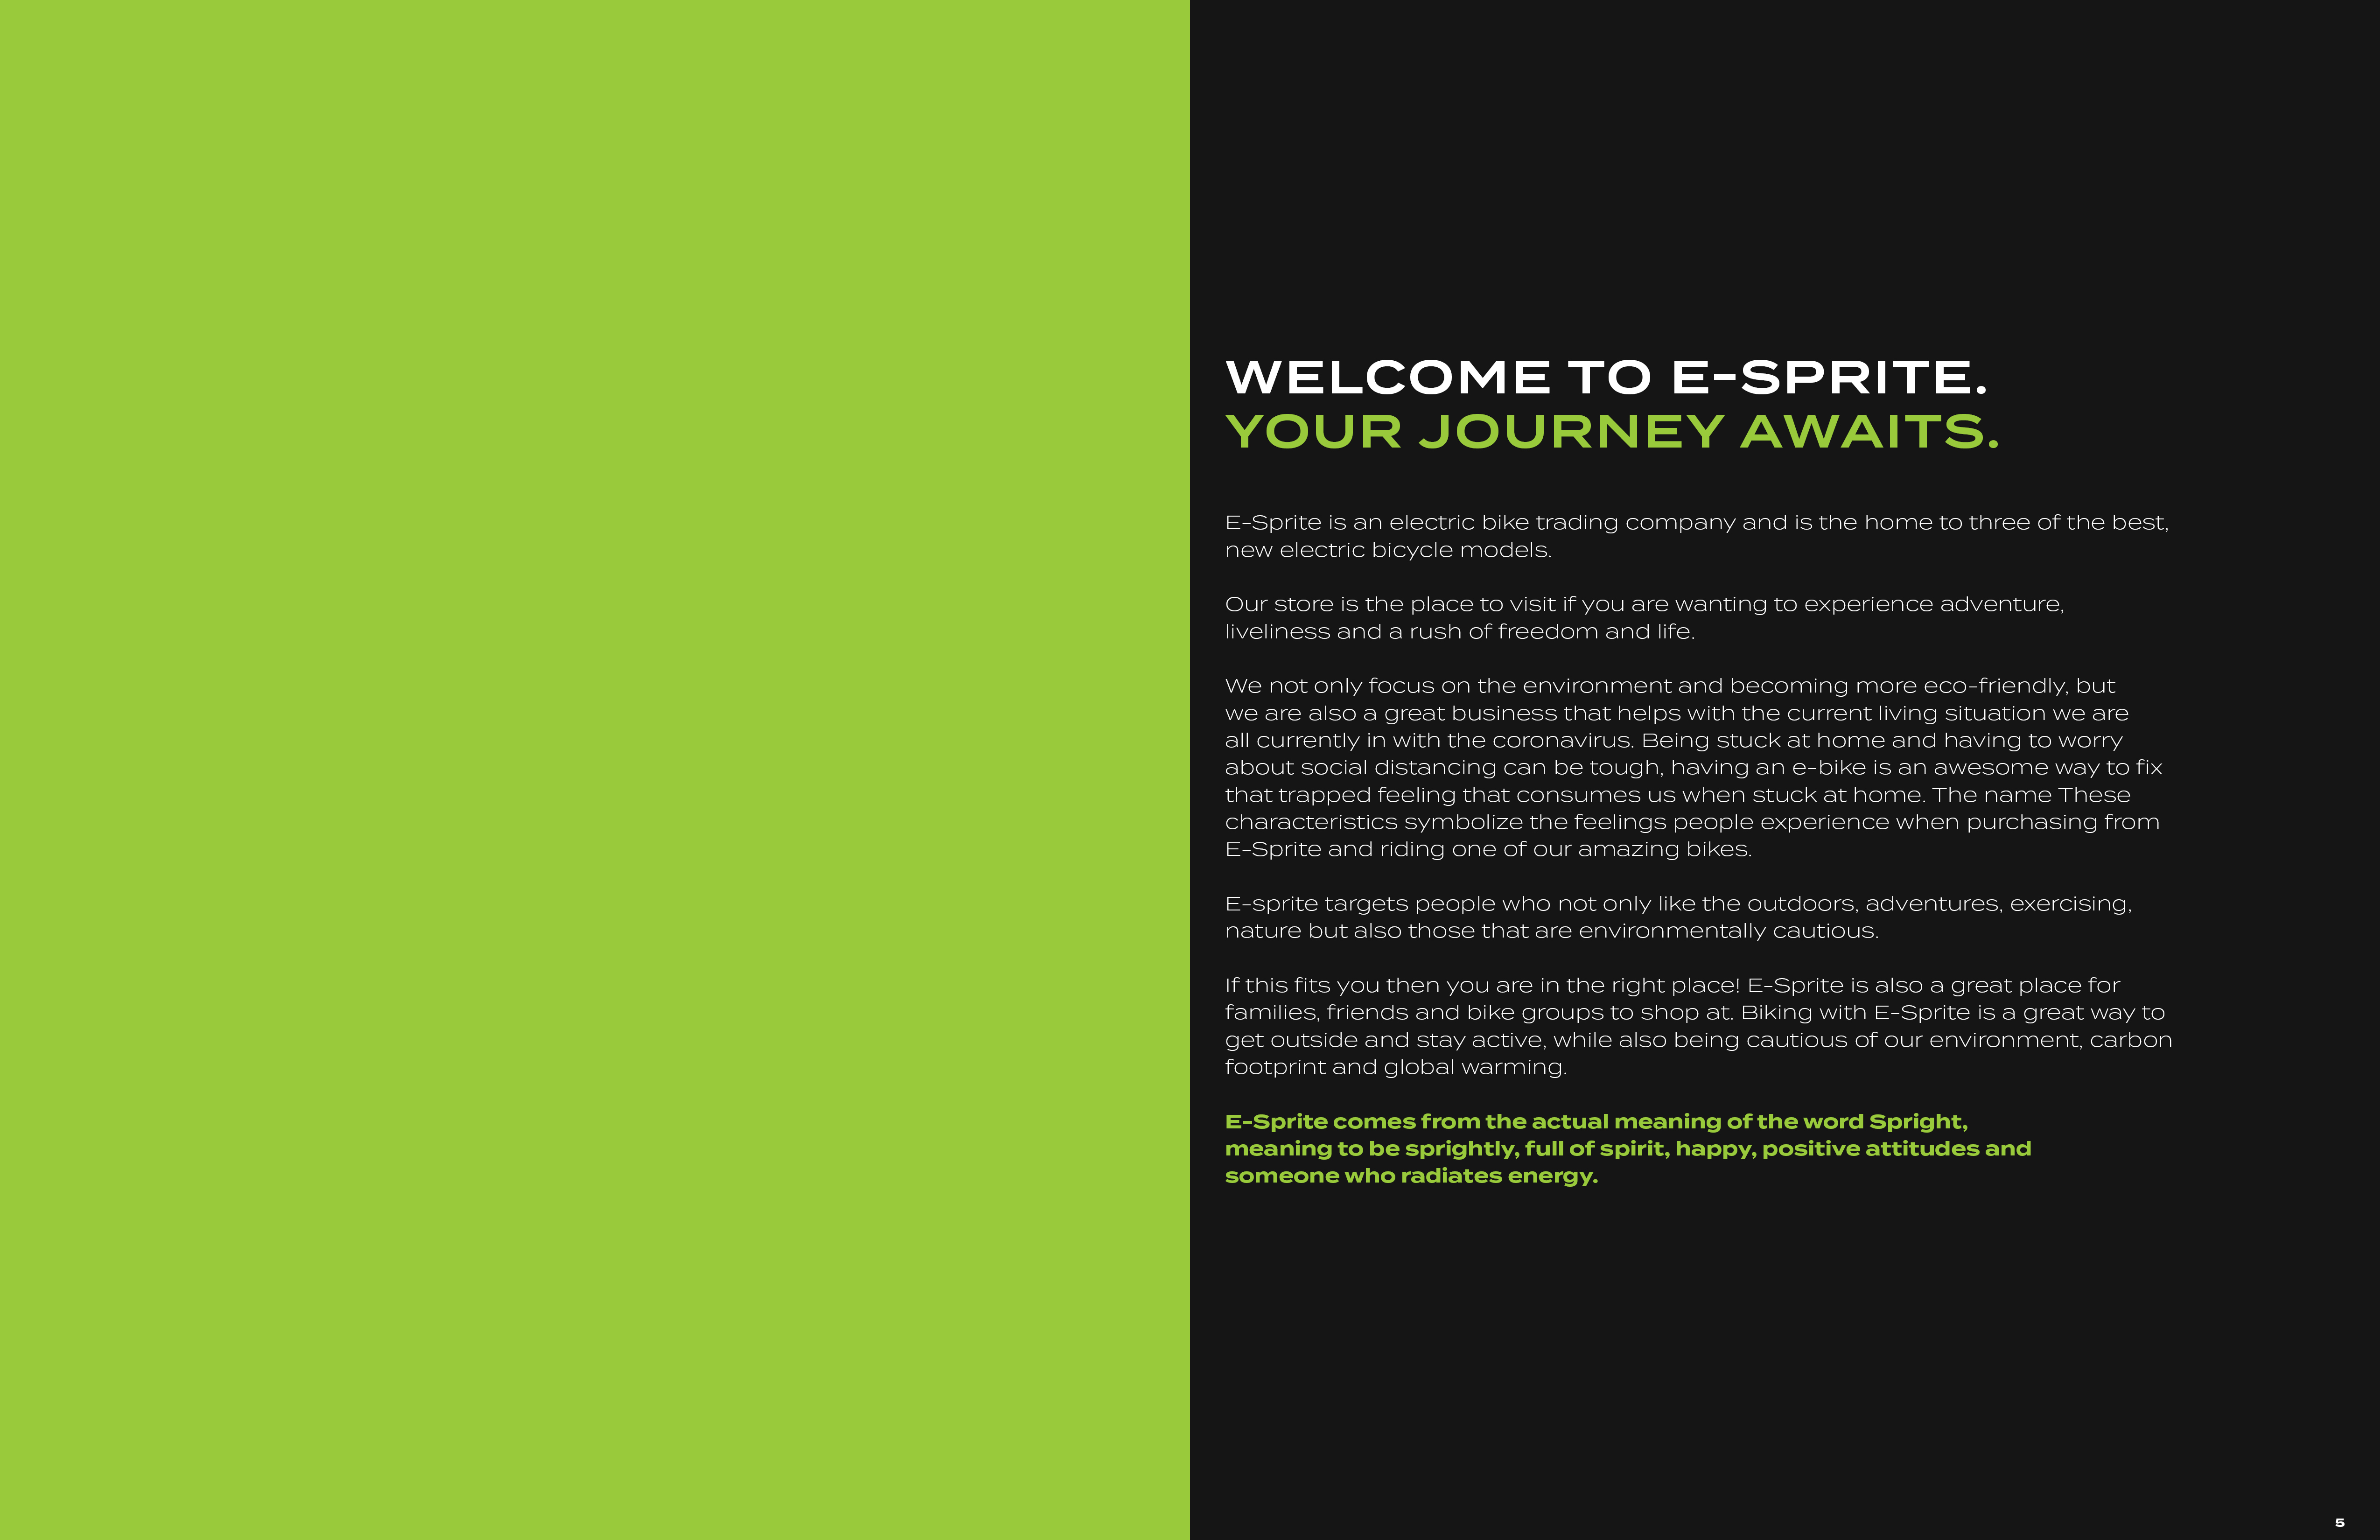 WELCOME TO E-SPRITE.
YOUR JOURNEY AWAITS.
E-Sprite is an electric bike trading company and is the home to three of the best,
new electric bicycle models.
Our store is the place to visit if you are wanting to experience adventure,
liveliness and a rush of freedom and life.
We not only focus on the environment and becoming more eco-friendly, but
we are also a great business that helps with the current living situation we are
all currently in with the coronavirus. Being stuck at home and having to worry
about social distancing can be tough, having an e-bike is an awesome way to fix
that trapped feeling that consumes us when stuck at home. The name These
characteristics symbolize the feelings people experience when purchasing from
E-Sprite and riding one of our amazing bikes.
E-sprite targets people who not only like the outdoors, adventures, exercising,
nature but also those that are environmentally cautious.
If this fits you then you are in the right place! E-Sprite is also a great place for
families, friends and bike groups to shop at. Biking with E-Sprite is a great way to
get outside and stay active, while also being cautious of our environment, carbon
footprint and global warming.
E-Sprite comes from the actual meaning of the word Spright,
meaning to be sprightly, full of spirit, happy, positive attitudes and
someone who radiates energy.
5